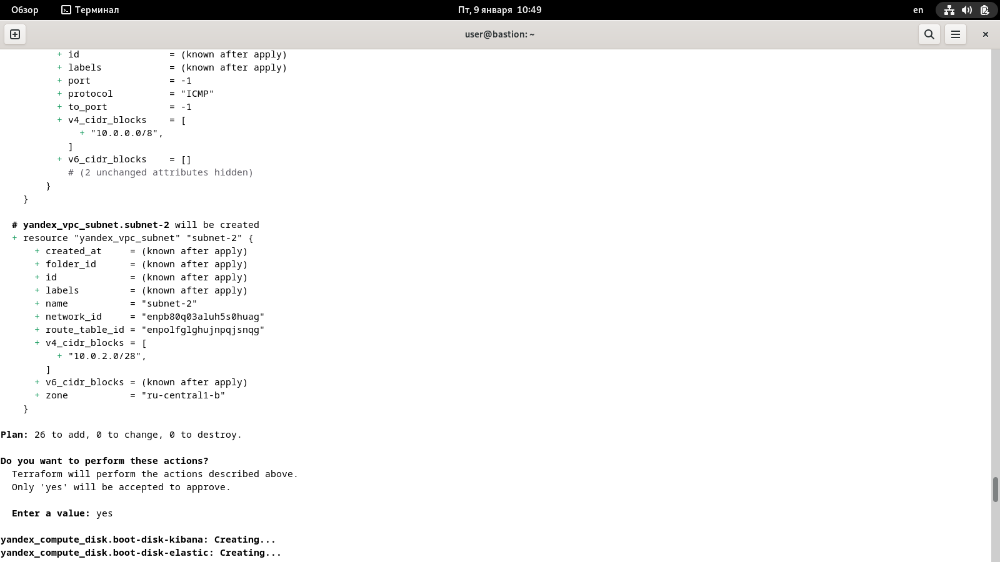 Обзор Терминал Пт, 9 января 10:49 en
user@bastion: ~
+ id                = (known after apply)
+ labels            = (known after apply)
+ port              = -1
+ protocol          = "ICMP"
+ to_port           = -1
+ v4_cidr_blocks    = [
+ "10.0.0.0/8",
]
+ v6_cidr_blocks    = []
# (2 unchanged attributes hidden)
}
}
# yandex_vpc_subnet.subnet-2 will be created
+ resource "yandex_vpc_subnet" "subnet-2" {
+ created_at     = (known after apply)
+ folder_id      = (known after apply)
+ id             = (known after apply)
+ labels         = (known after apply)
+ name           = "subnet-2"
+ network_id     = "enpb80q03aluh5s0huag"
+ route_table_id = "enpolfglghujnpqjsnqg"
+ v4_cidr_blocks = [
+ "10.0.2.0/28",
]
+ v6_cidr_blocks = (known after apply)
+ zone           = "ru-central1-b"
}
Plan: 26 to add, 0 to change, 0 to destroy.
Do you want to perform these actions?
Terraform will perform the actions described above.
Only 'yes' will be accepted to approve.
Enter a value: yes
yandex_compute_disk.boot-disk-kibana: Creating...
yandex_compute_disk.boot-disk-elastic: Creating...